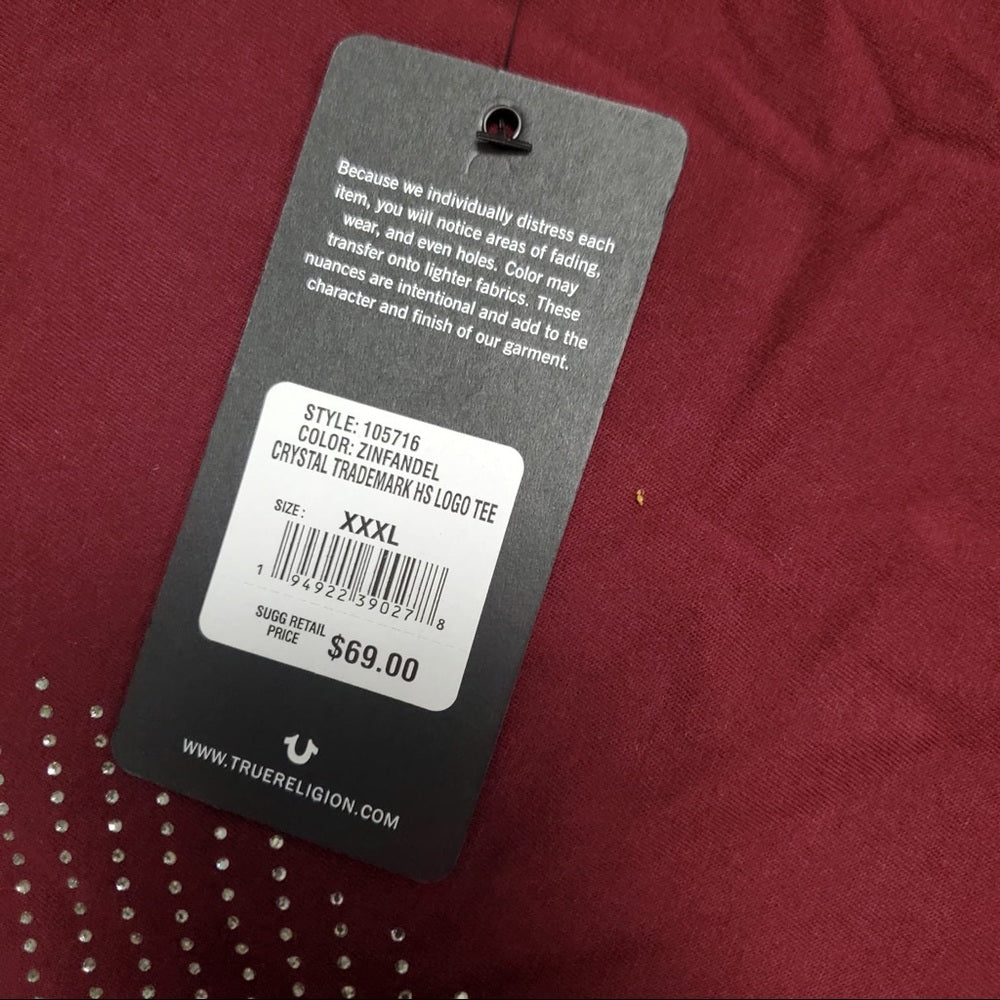 Because we individually distress each
item, you will notice areas of fading,
wear, and even holes. Color may
transfer onto lighter fabrics. These
nuances are intentional and add to the
character and finish of our garment.
STYLE: 105716
COLOR: ZINFANDEL
CRYSTAL TRADEMARK HS LOGO TEE
SIZE: XXXL
1 94922 39027 8
SUGG RETAIL
PRICE $69.00
WWW.TRUERELIGION.COM